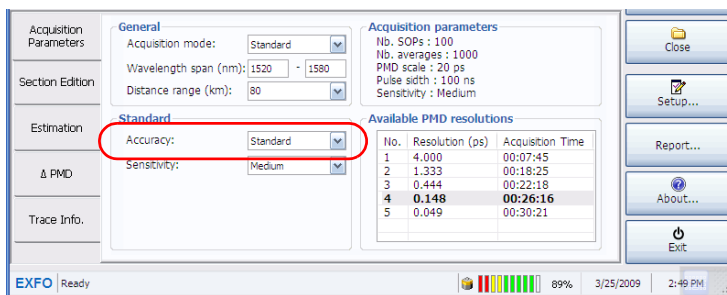 Acquisition
Parameters
Section Edition
Estimation
Δ PMD
Trace Info.
General
Acquisition mode: Standard
Wavelength span (nm): 1520 - 1580
Distance range (km): 80
Standard
Accuracy: Standard
Sensitivity: Medium
Acquisition parameters
Nb. SOPs : 100
Nb. averages : 1000
PMD scale : 20 ps
Pulse sidth : 100 ns
Sensitivity : Medium
Available PMD resolutions
No. Resolution (ps) Acquisition Time
1 4.000 00:07:45
2 1.333 00:18:25
3 0.444 00:22:18
4 0.148 00:26:16
5 0.049 00:30:21
Close
Setup...
Report...
About...
Exit
EXFO Ready 89% 3/25/2009 2:49 PM